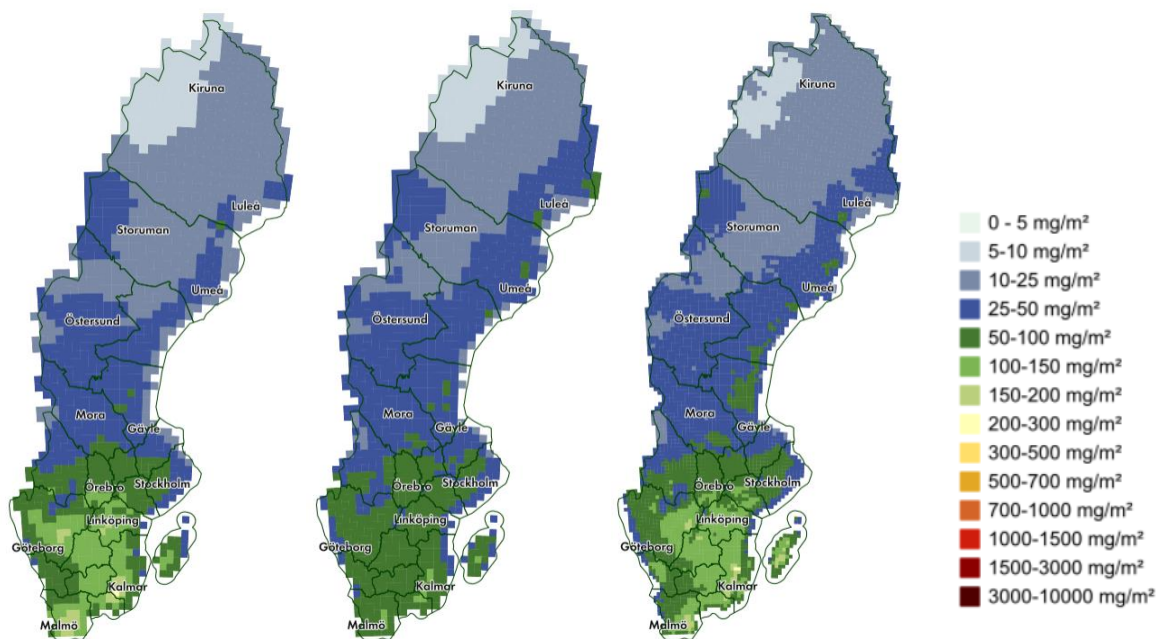 Kiruna
Luleå
Storuman
Umeå
Östersund
Mora
Gävle
Örebro
Stockholm
Linköping
Göteborg
Kalmar
Malmö
Kiruna
Luleå
Storuman
Umeå
Östersund
Mora
Gävle
Örebro
Stockholm
Linköping
Göteborg
Kalmar
Malmö
Kiruna
Luleå
Storuman
Umeå
Östersund
Mora
Gävle
Örebro
Stockholm
Linköping
Göteborg
Kalmar
Malmö
0 - 5 mg/m²
5-10 mg/m²
10-25 mg/m²
25-50 mg/m²
50-100 mg/m²
100-150 mg/m²
150-200 mg/m²
200-300 mg/m²
300-500 mg/m²
500-700 mg/m²
700-1000 mg/m²
1000-1500 mg/m²
1500-3000 mg/m²
3000-10000 mg/m²